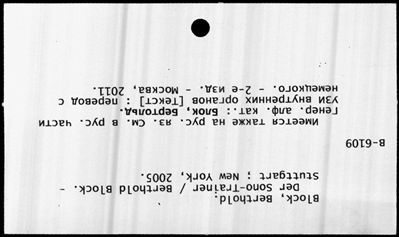 Block, Berthold.
Der Sono-Trainer / Berthold Block. -
Stuttgart ; New York, 2005.
B-6109
Имеется также на рус. яз. См. в рус. части
Генер. алф. кат.: Блок, Бертольд.
УЗИ внутренних органов [Текст] : перевод с
немецкого. - 2-е изд. - Москва, 2011.